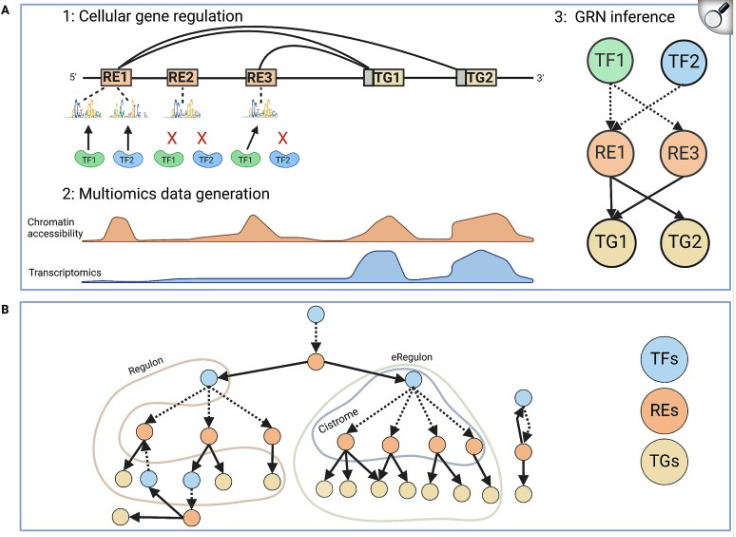 A
1: Cellular gene regulation
3: GRN inference
5'
RE1
RE2
RE3
TG1
TG2
3'
X X X
TF1
TF2
TF1
TF2
TF1
TF2
2: Multiomics data generation
Chromatin
accessibility
Transcriptomics
TF1
TF2
RE1
RE3
TG1
TG2
B
Regulon
eRegulon
Cistrome
TFs
REs
TGs